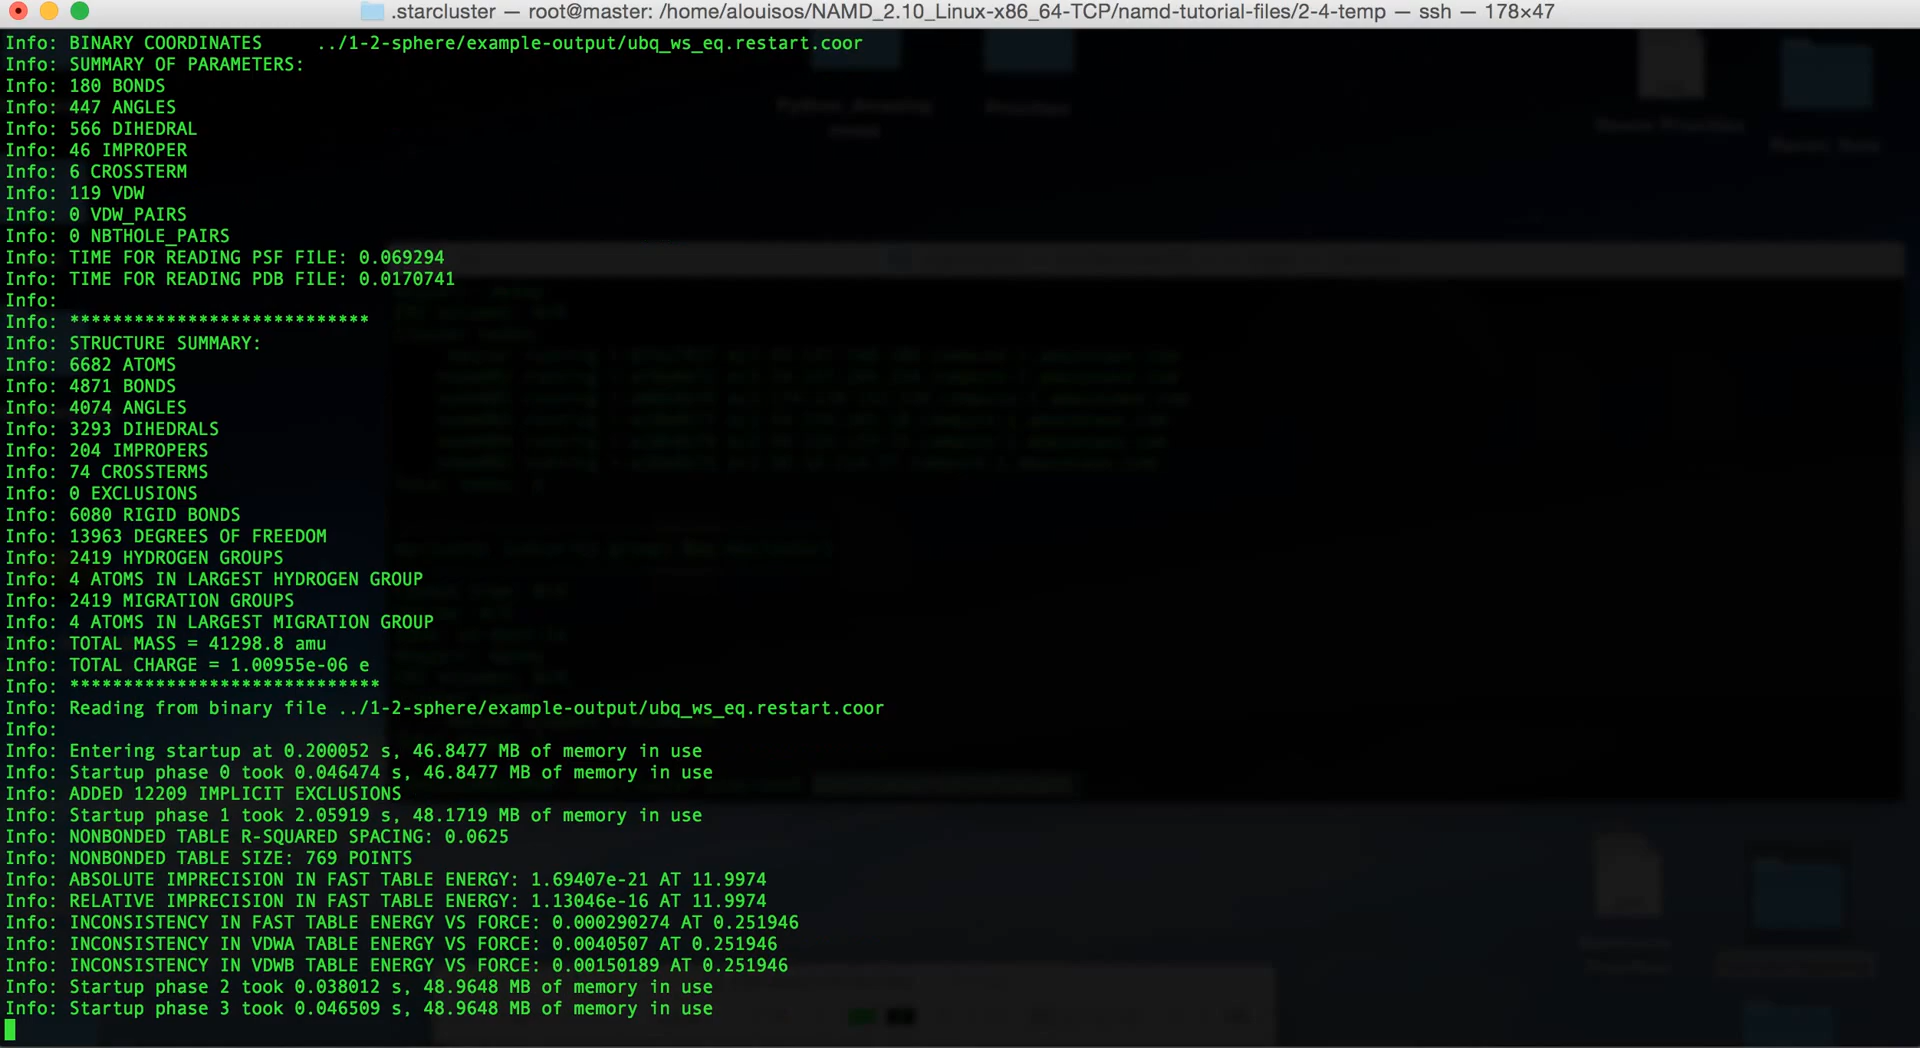 .starcluster — root@master: /home/alouisos/NAMD_2.10_Linux-x86_64-TCP/namd-tutorial-files/2-4-temp — ssh — 178×47
Info: BINARY COORDINATES     ../1-2-sphere/example-output/ubq_ws_eq.restart.coor
Info: SUMMARY OF PARAMETERS:
Info: 180 BONDS
Info: 447 ANGLES
Info: 566 DIHEDRAL
Info: 46 IMPROPER
Info: 6 CROSSTERM
Info: 119 VDW
Info: 0 VDW_PAIRS
Info: 0 NBTHOLE_PAIRS
Info: TIME FOR READING PSF FILE: 0.069294
Info: TIME FOR READING PDB FILE: 0.0170741
Info:
Info: ****************************
Info: STRUCTURE SUMMARY:
Info: 6682 ATOMS
Info: 4871 BONDS
Info: 4074 ANGLES
Info: 3293 DIHEDRALS
Info: 204 IMPROPERS
Info: 74 CROSSTERMS
Info: 0 EXCLUSIONS
Info: 6080 RIGID BONDS
Info: 13963 DEGREES OF FREEDOM
Info: 2419 HYDROGEN GROUPS
Info: 4 ATOMS IN LARGEST HYDROGEN GROUP
Info: 2419 MIGRATION GROUPS
Info: 4 ATOMS IN LARGEST MIGRATION GROUP
Info: TOTAL MASS = 41298.8 amu
Info: TOTAL CHARGE = 1.00955e-06 e
Info: *****************************
Info: Reading from binary file ../1-2-sphere/example-output/ubq_ws_eq.restart.coor
Info:
Info: Entering startup at 0.200052 s, 46.8477 MB of memory in use
Info: Startup phase 0 took 0.046474 s, 46.8477 MB of memory in use
Info: ADDED 12209 IMPLICIT EXCLUSIONS
Info: Startup phase 1 took 2.05919 s, 48.1719 MB of memory in use
Info: NONBONDED TABLE R-SQUARED SPACING: 0.0625
Info: NONBONDED TABLE SIZE: 769 POINTS
Info: ABSOLUTE IMPRECISION IN FAST TABLE ENERGY: 1.69407e-21 AT 11.9974
Info: RELATIVE IMPRECISION IN FAST TABLE ENERGY: 1.13046e-16 AT 11.9974
Info: INCONSISTENCY IN FAST TABLE ENERGY VS FORCE: 0.000290274 AT 0.251946
Info: INCONSISTENCY IN VDWA TABLE ENERGY VS FORCE: 0.0040507 AT 0.251946
Info: INCONSISTENCY IN VDWB TABLE ENERGY VS FORCE: 0.00150189 AT 0.251946
Info: Startup phase 2 took 0.038012 s, 48.9648 MB of memory in use
Info: Startup phase 3 took 0.046509 s, 48.9648 MB of memory in use